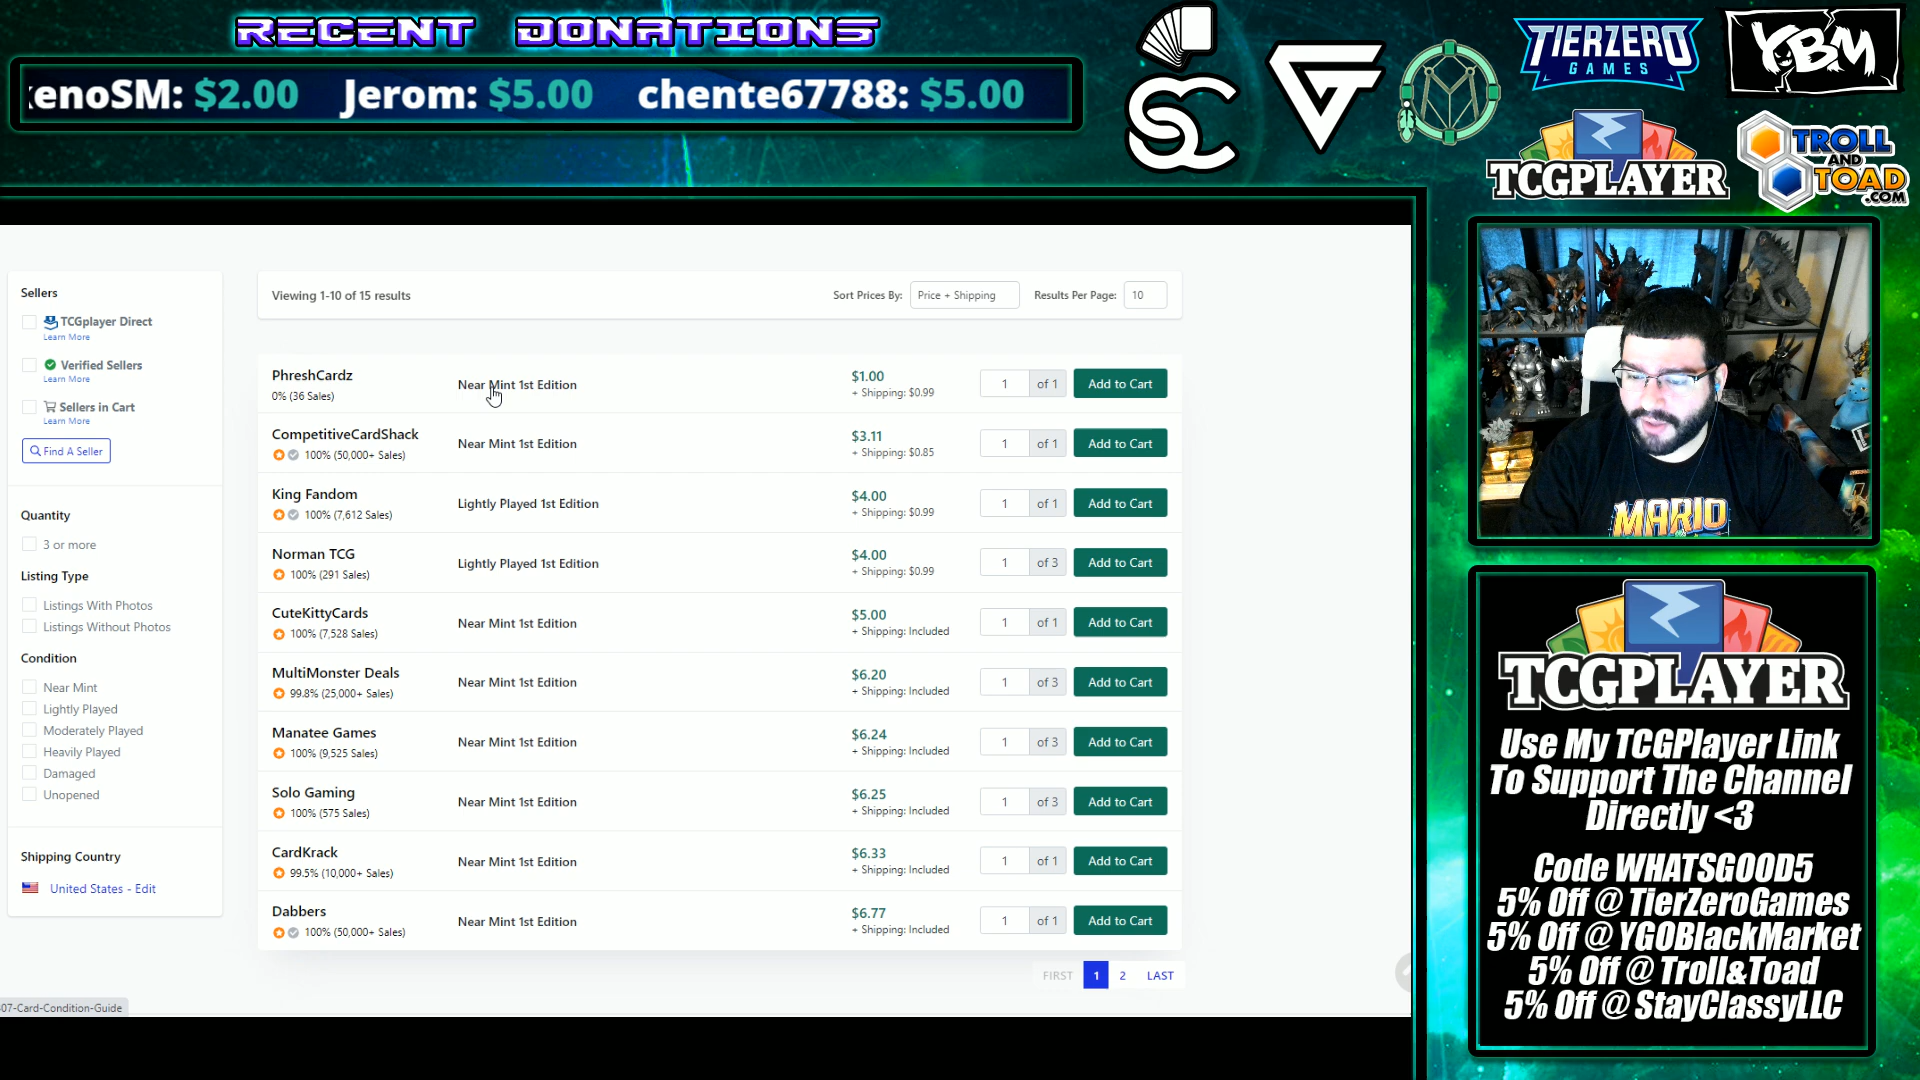 RECENT DONATIONS
enoSM: $2.00 Jerom: $5.00 chente67788: $5.00
SC
TIERZERO
GAMES
YBM
TCGPLAYER
TROLL
AND
TOAD
.COM
Sellers
TCGplayer Direct
Learn More
Verified Sellers
Learn More
Sellers in Cart
Learn More
Find A Seller
Quantity
3 or more
Listing Type
Listings With Photos
Listings Without Photos
Condition
Near Mint
Lightly Played
Moderately Played
Heavily Played
Damaged
Unopened
Shipping Country
United States - Edit
07-Card-Condition-Guide
Viewing 1-10 of 15 results
Sort Prices By: Price + Shipping Results Per Page: 10
PhreshCardz
0% (36 Sales)
Near Mint 1st Edition
$1.00
+ Shipping: $0.99
1 of 1 Add to Cart
CompetitiveCardShack
100% (50,000+ Sales)
Near Mint 1st Edition
$3.11
+ Shipping: $0.85
1 of 1 Add to Cart
King Fandom
100% (7,612 Sales)
Lightly Played 1st Edition
$4.00
+ Shipping: $0.99
1 of 1 Add to Cart
Norman TCG
100% (291 Sales)
Lightly Played 1st Edition
$4.00
+ Shipping: $0.99
1 of 3 Add to Cart
CuteKittyCards
100% (7,528 Sales)
Near Mint 1st Edition
$5.00
+ Shipping: Included
1 of 1 Add to Cart
MultiMonster Deals
99.8% (25,000+ Sales)
Near Mint 1st Edition
$6.20
+ Shipping: Included
1 of 3 Add to Cart
Manatee Games
100% (9,525 Sales)
Near Mint 1st Edition
$6.24
+ Shipping: Included
1 of 3 Add to Cart
Solo Gaming
100% (575 Sales)
Near Mint 1st Edition
$6.25
+ Shipping: Included
1 of 3 Add to Cart
CardKrack
99.5% (10,000+ Sales)
Near Mint 1st Edition
$6.33
+ Shipping: Included
1 of 1 Add to Cart
Dabbers
100% (50,000+ Sales)
Near Mint 1st Edition
$6.77
+ Shipping: Included
1 of 1 Add to Cart
FIRST 1 2 LAST
MARIO
TCGPLAYER
Use My TCGPlayer Link
To Support The Channel
Directly <3
Code WHATSGOOD5
5% Off @ TierZeroGames
5% Off @ YGOBlackMarket
5% Off @ Troll&Toad
5% Off @ StayClassyLLC